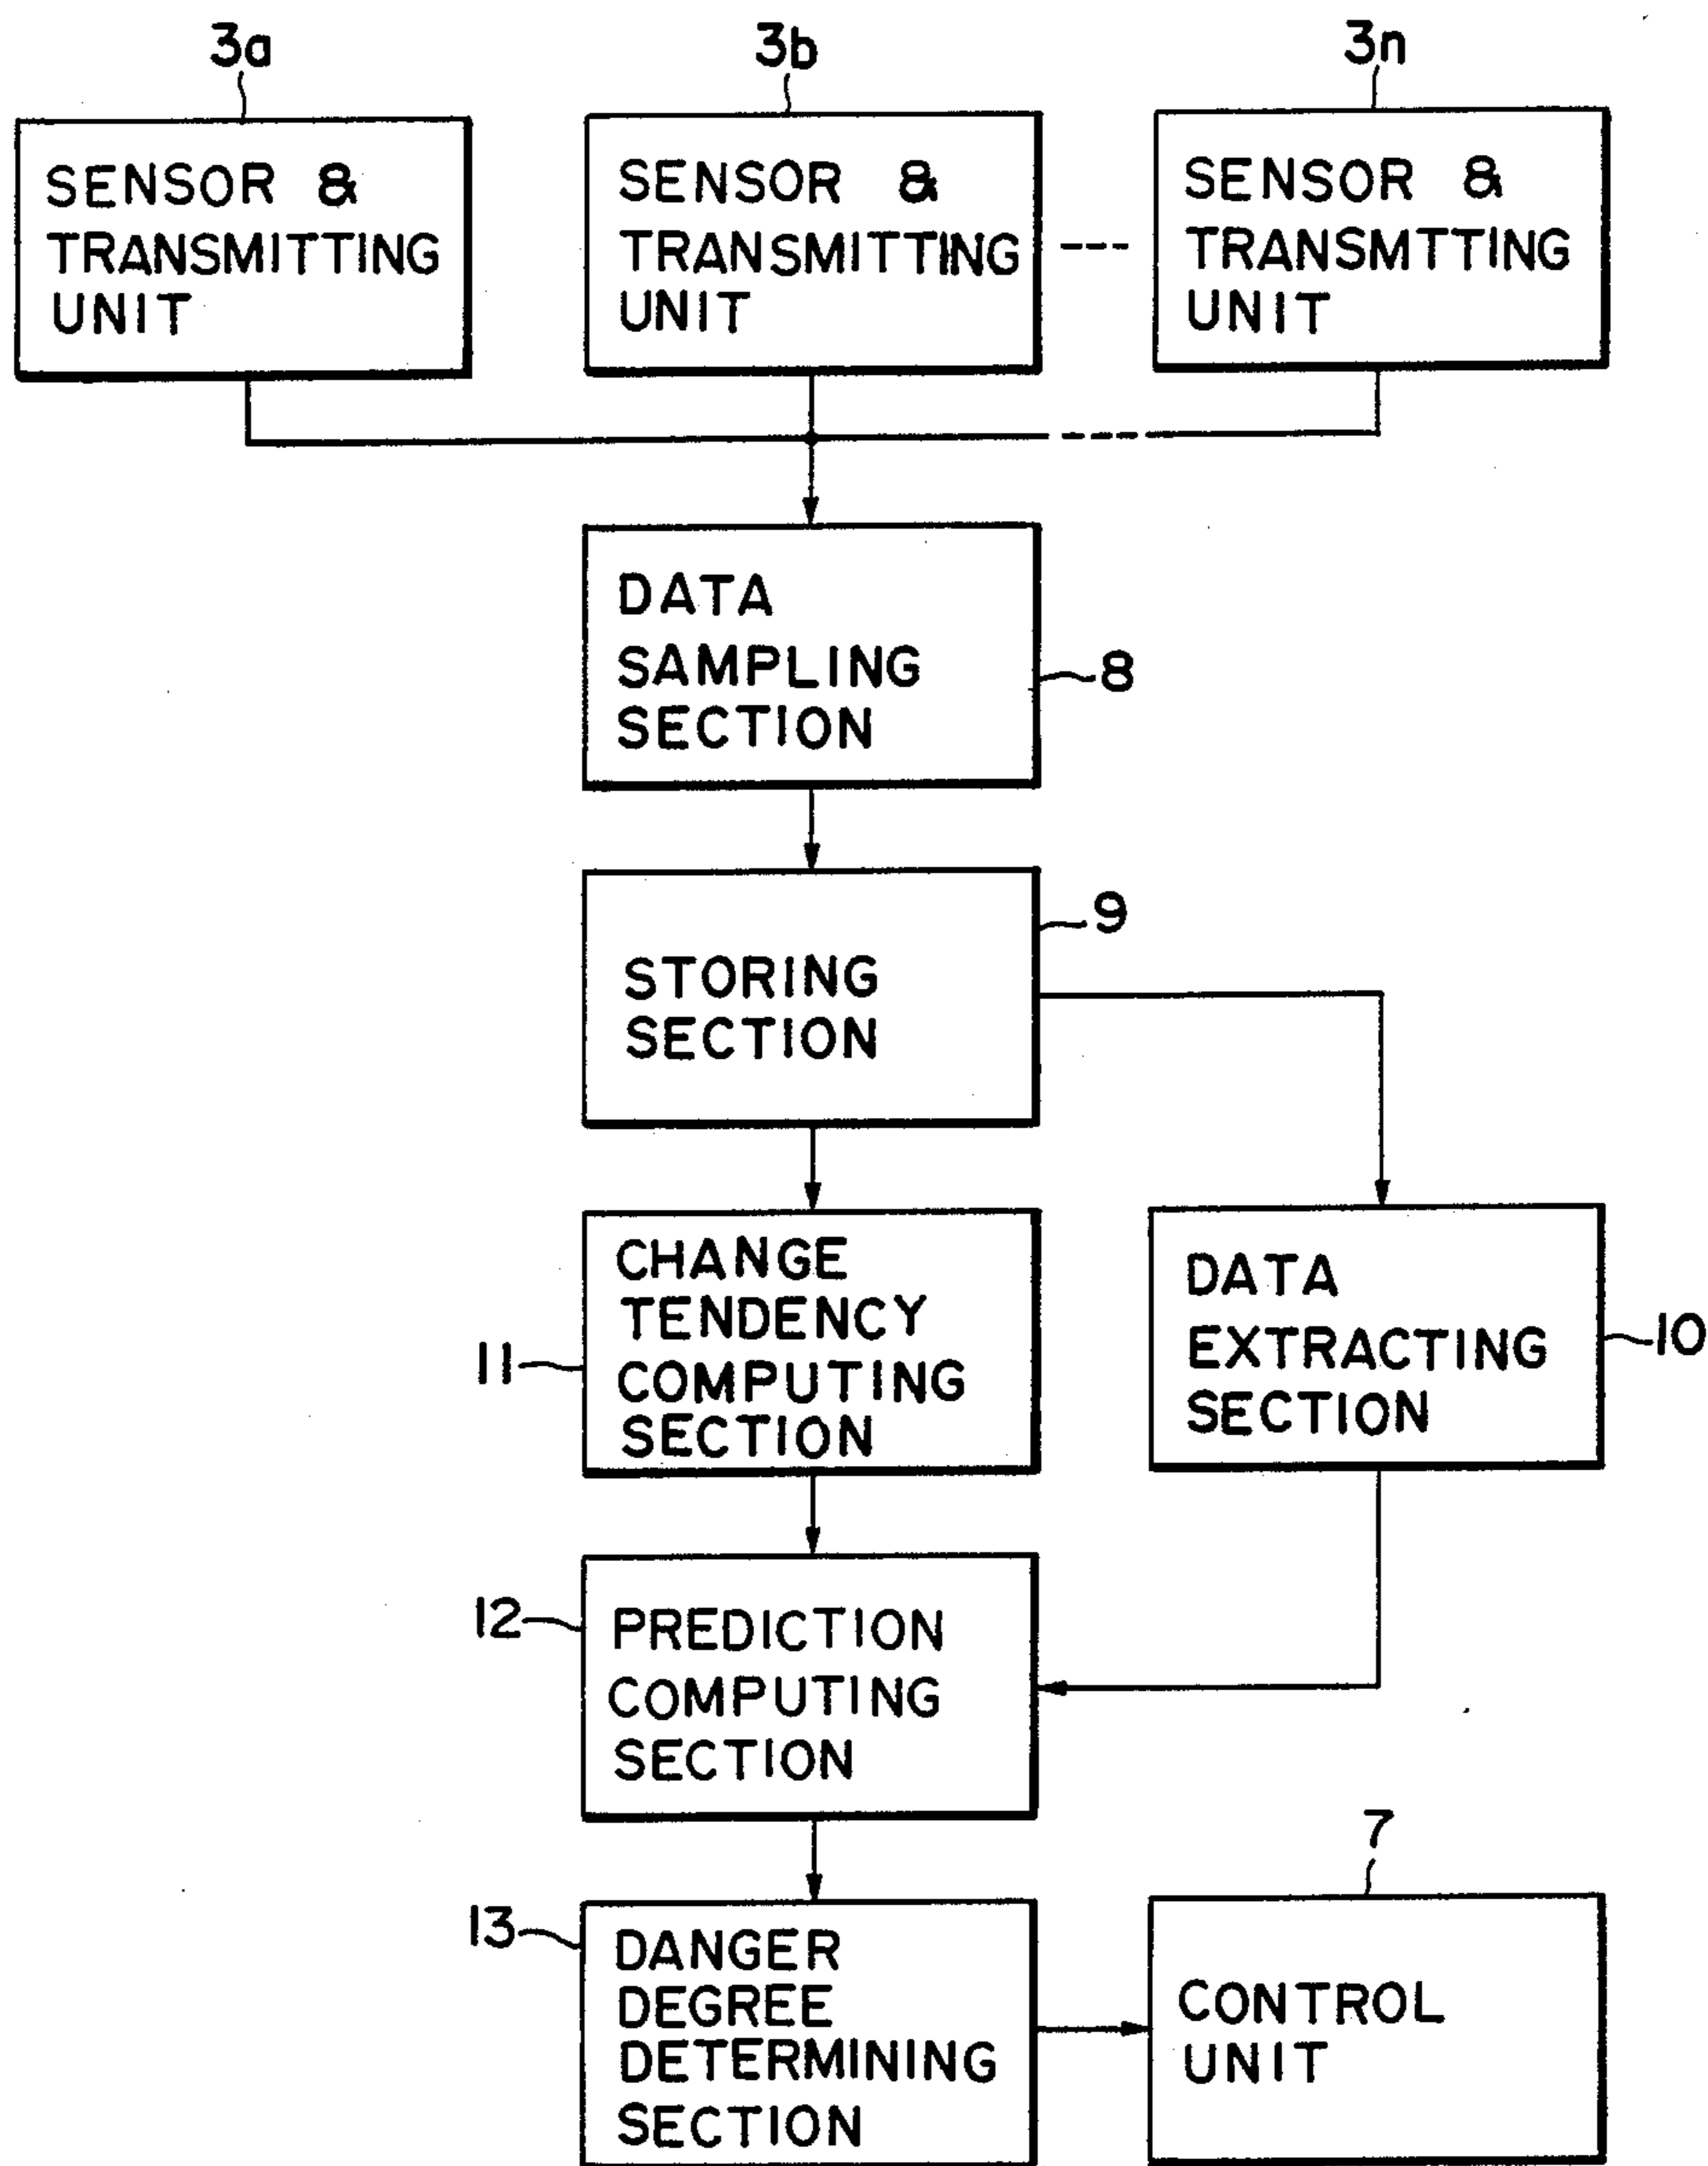 3a
3b
3n
SENSOR &
TRANSMITTING
UNIT
SENSOR &
TRANSMITTING
UNIT
SENSOR &
TRANSMTTING
UNIT
DATA
SAMPLING
SECTION
8
STORING
SECTION
9
CHANGE
TENDENCY
COMPUTING
SECTION
11
DATA
EXTRACTING
SECTION
10
12
PREDICTION
COMPUTING
SECTION
13
DANGER
DEGREE
DETERMINING
SECTION
7
CONTROL
UNIT